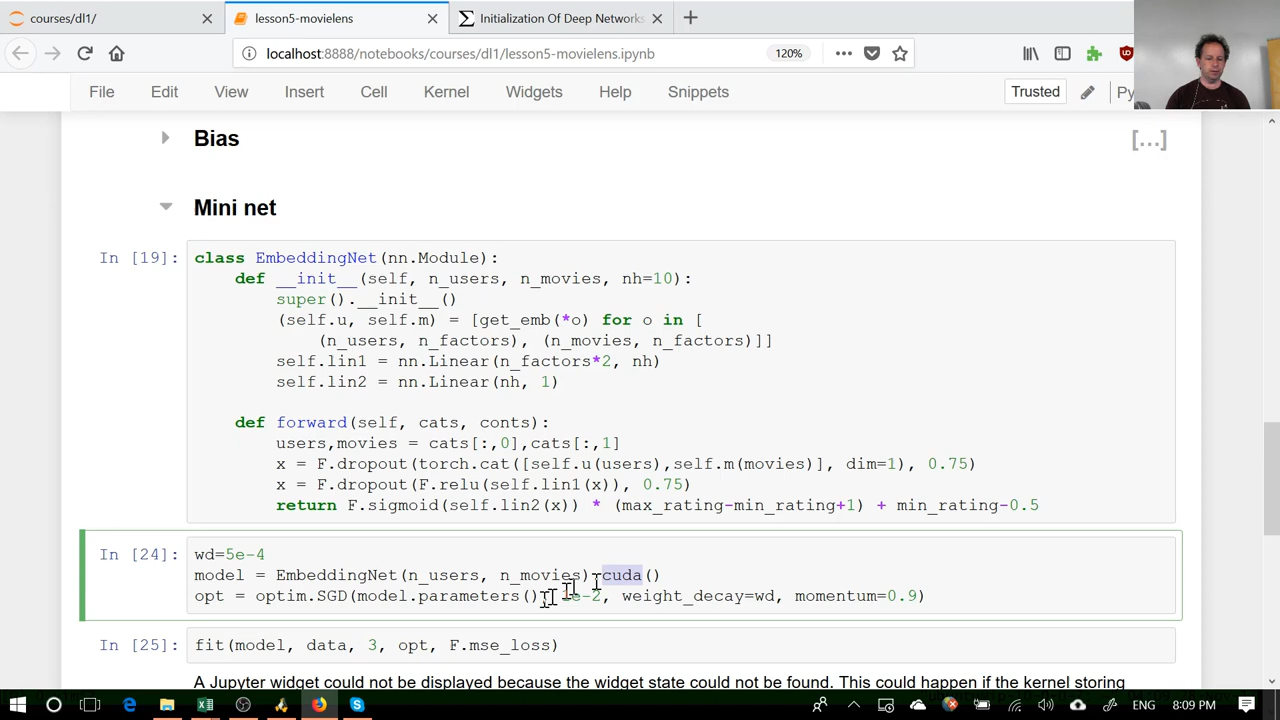 courses/dl1/
lesson5-movielens
Initialization Of Deep Networks
localhost:8888/notebooks/courses/dl1/lesson5-movielens.ipynb
120%
File Edit View Insert Cell Kernel Widgets Help Snippets Trusted Py
Bias
[...]
Mini net
In [19]:
class EmbeddingNet(nn.Module):
def __init__(self, n_users, n_movies, nh=10):
super().__init__()
(self.u, self.m) = [get_emb(*o) for o in [
(n_users, n_factors), (n_movies, n_factors)]]
self.lin1 = nn.Linear(n_factors*2, nh)
self.lin2 = nn.Linear(nh, 1)
def forward(self, cats, conts):
users,movies = cats[:,0],cats[:,1]
x = F.dropout(torch.cat([self.u(users),self.m(movies)], dim=1), 0.75)
x = F.dropout(F.relu(self.lin1(x)), 0.75)
return F.sigmoid(self.lin2(x)) * (max_rating-min_rating+1) + min_rating-0.5
In [24]:
wd=5e-4
model = EmbeddingNet(n_users, n_movies).cuda()
opt = optim.SGD(model.parameters(), 1e-2, weight_decay=wd, momentum=0.9)
In [25]:
fit(model, data, 3, opt, F.mse_loss)
A Jupyter widget could not be displayed because the widget state could not be found. This could happen if the kernel storing
ENG 8:09 PM